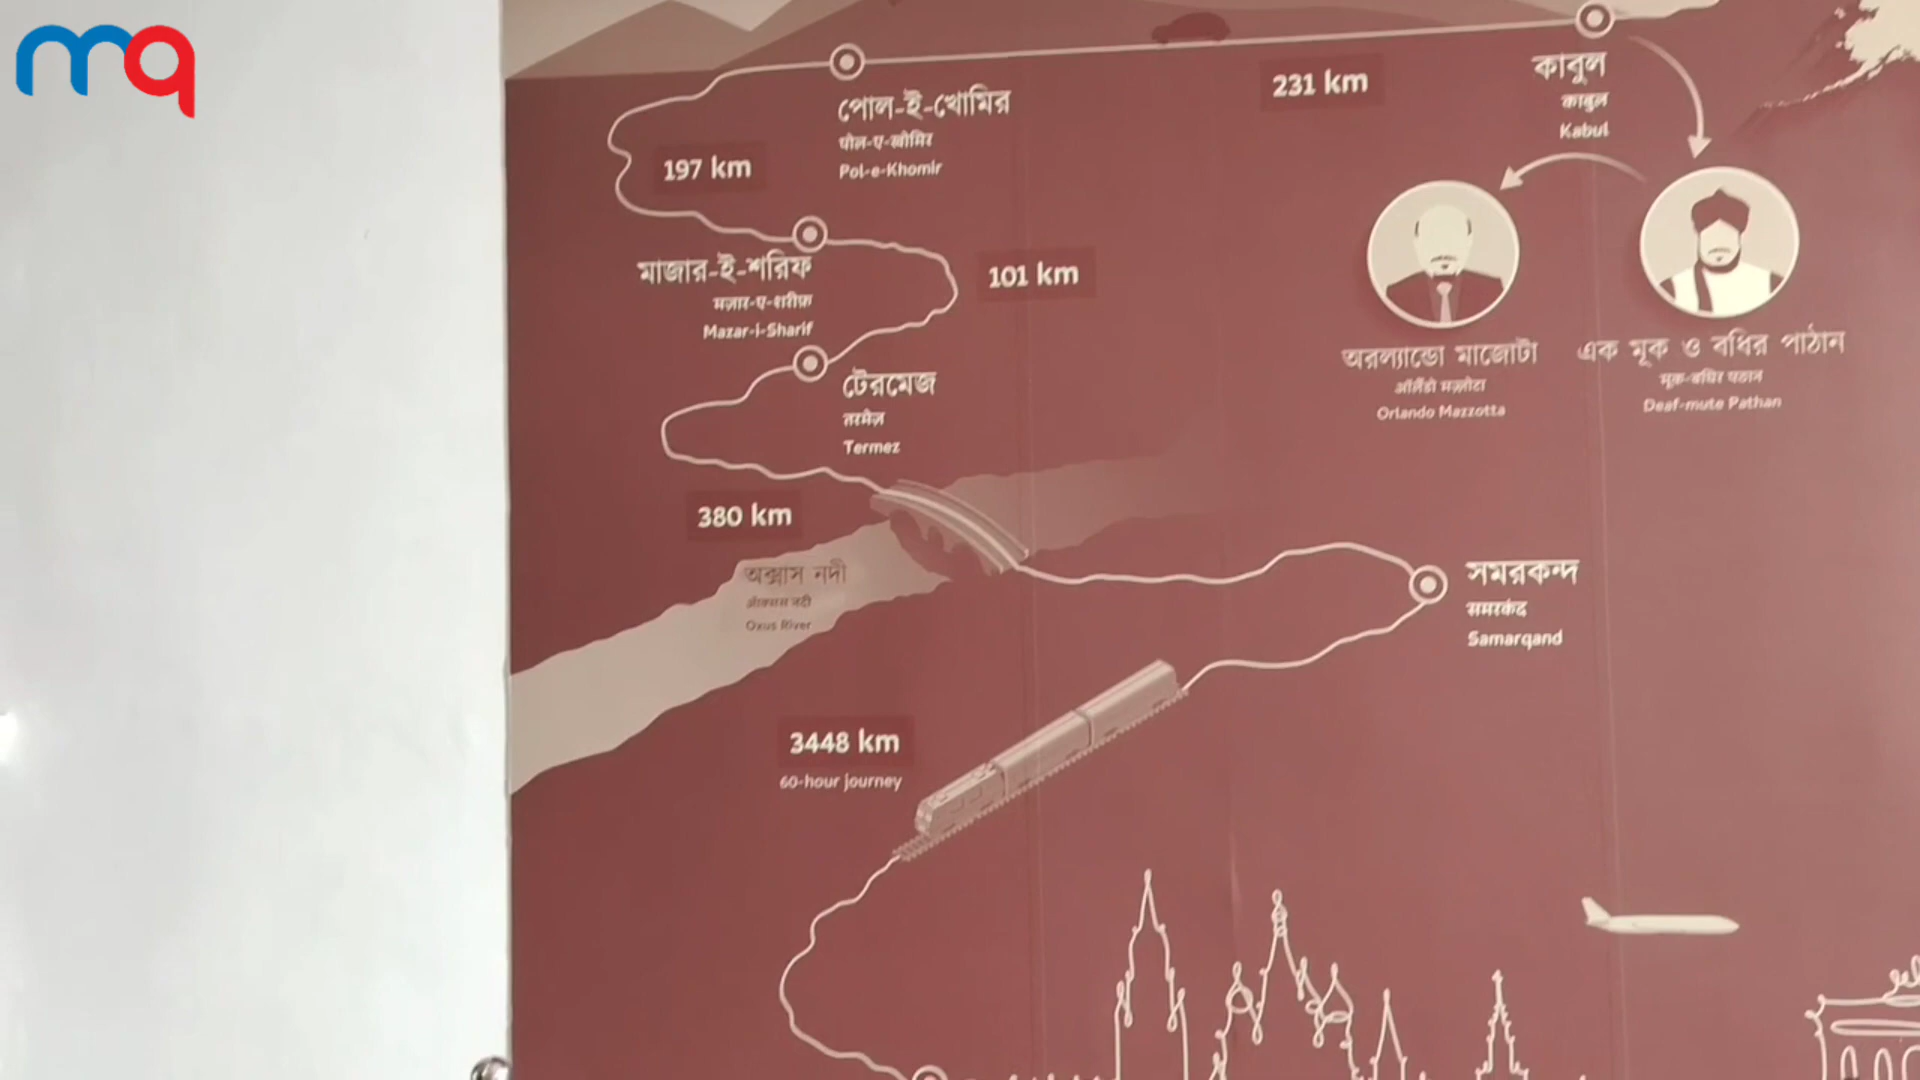 mq
231 km
কাবুল
काबुल
Kabul
পোল-ই-খোমির
पोल-ए-खोमिर
Pol-e-Khomir
197 km
মাজার-ই-শরিফ
मज़ार-ए-शरीफ़
Mazar-i-Sharif
101 km
অরল্যান্ডো মাজোটা
ऑर्लैंडो मज़्ज़ोटा
Orlando Mazzotta
এক মূক ও বধির পাঠান
मूक-बधिर पठान
Deaf-mute Pathan
টেরমেজ
तरमेज़
Termez
380 km
অক্সাস নদী
ऑक्सस नदी
Oxus River
সমরকন্দ
समरकंद
Samarqand
3448 km
60-hour journey